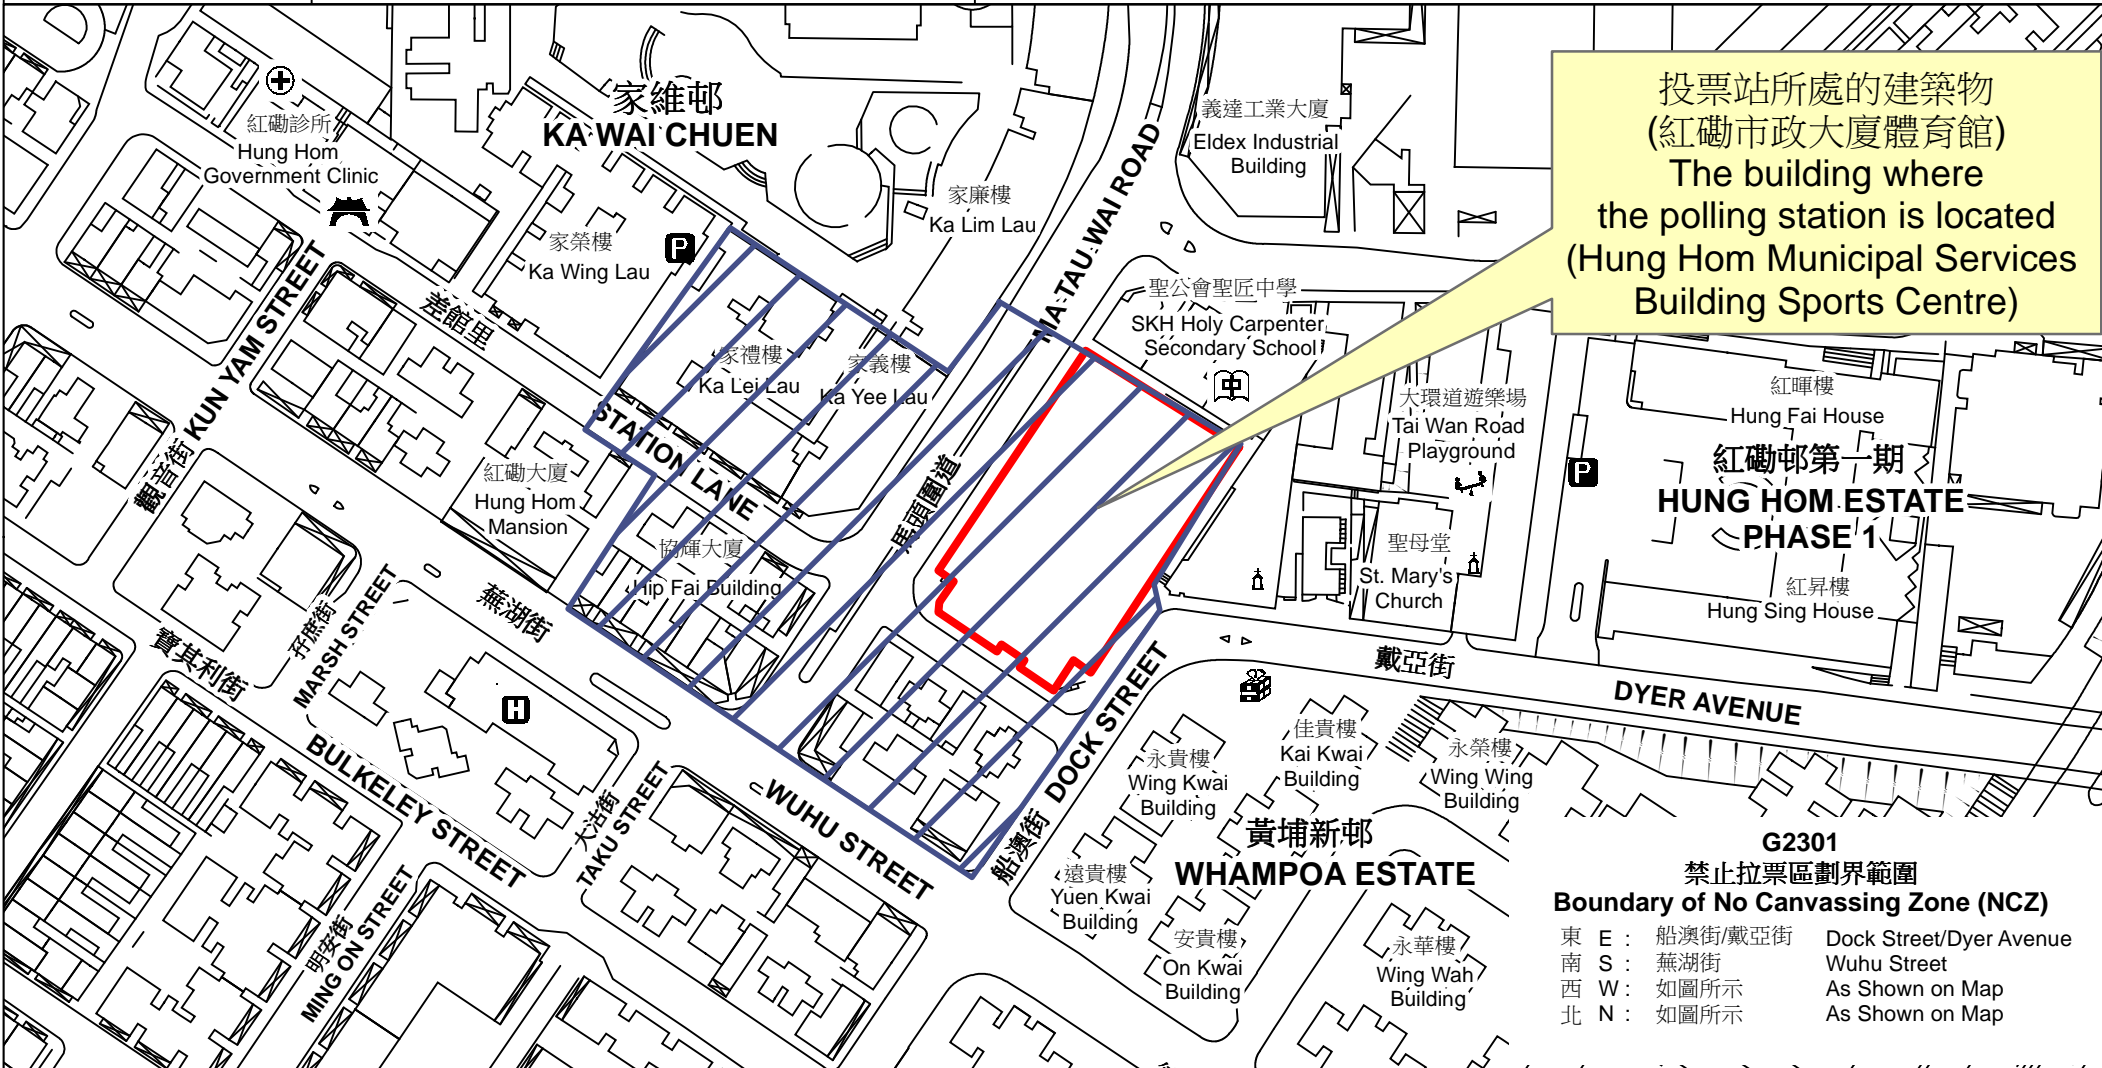 家維邨
KA WAI CHUEN
紅磡診所
Hung Hom
Government Clinic
義達工業大廈
Eldex Industrial
Building
投票站所處的建築物
(紅磡市政大廈體育館)
The building where
the polling station is located
(Hung Hom Municipal Services
Building Sports Centre)
家廉樓
Ka Lim Lau
家榮樓
Ka Wing Lau
P
MA TAU WAI ROAD
馬頭圍道
差館里
STATION LANE
KUN YAM STREET
觀音街
聖公會聖匠中學
SKH Holy Carpenter
Secondary School
中
家禮樓
Ka Lei Lau
家義樓
Ka Yee Lau
大環道遊樂場
Tai Wan Road
Playground
紅暉樓
Hung Fai House
紅磡邨第一期
HUNG HOM ESTATE
PHASE 1
P
紅昇樓
Hung Sing House
紅磡大廈
Hung Hom
Mansion
協輝大廈
Hip Fai Building
聖母堂
St. Mary's
Church
蕪湖街
WUHU STREET
孖庶街
MARSH STREET
寶其利街
BULKELEY STREET
H
大沽街
TAKU STREET
明安街
MING ON STREET
船澳街
DOCK STREET
戴亞街
DYER AVENUE
永貴樓
Wing Kwai
Building
佳貴樓
Kai Kwai
Building
永榮樓
Wing Wing
Building
黃埔新邨
WHAMPOA ESTATE
遠貴樓
Yuen Kwai
Building
安貴樓
On Kwai
Building
永華樓
Wing Wah
Building
G2301
禁止拉票區劃界範圍
Boundary of No Canvassing Zone (NCZ)
東 E : 船澳街/戴亞街 Dock Street/Dyer Avenue
南 S : 蕪湖街 Wuhu Street
西 W : 如圖所示 As Shown on Map
北 N : 如圖所示 As Shown on Map